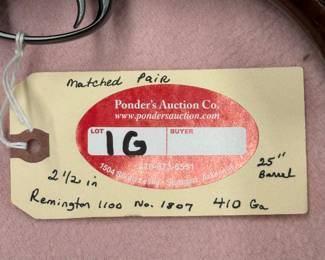 Matched Pair
Ponder's Auction Co.
www.pondersauction.com
LOT
BUYER
1G
2 1/2 in
25"
Barrel
Remington 1100 No. 1807 410 Ga